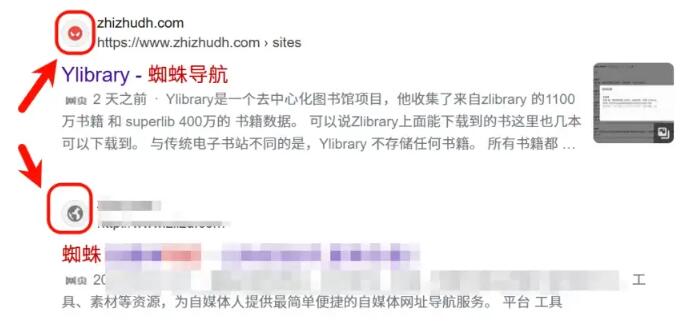 zhizhudh.com
https://www.zhizhudh.com › sites
Ylibrary - 蜘蛛导航
网页 2 天之前 · Ylibrary是一个去中心化图书馆项目，他收集了来自zlibrary 的1100
万书籍 和 superlib 400万的 书籍数据。 可以说Zlibrary上面能下载到的书这里也几本
可以下载到。 与传统电子书站不同的是，Ylibrary 不存储任何书籍。 所有书籍都 ...
蜘蛛
网页 20
工
具、素材等资源，为自媒体人提供最简单便捷的自媒体网址导航服务。 平台 工具